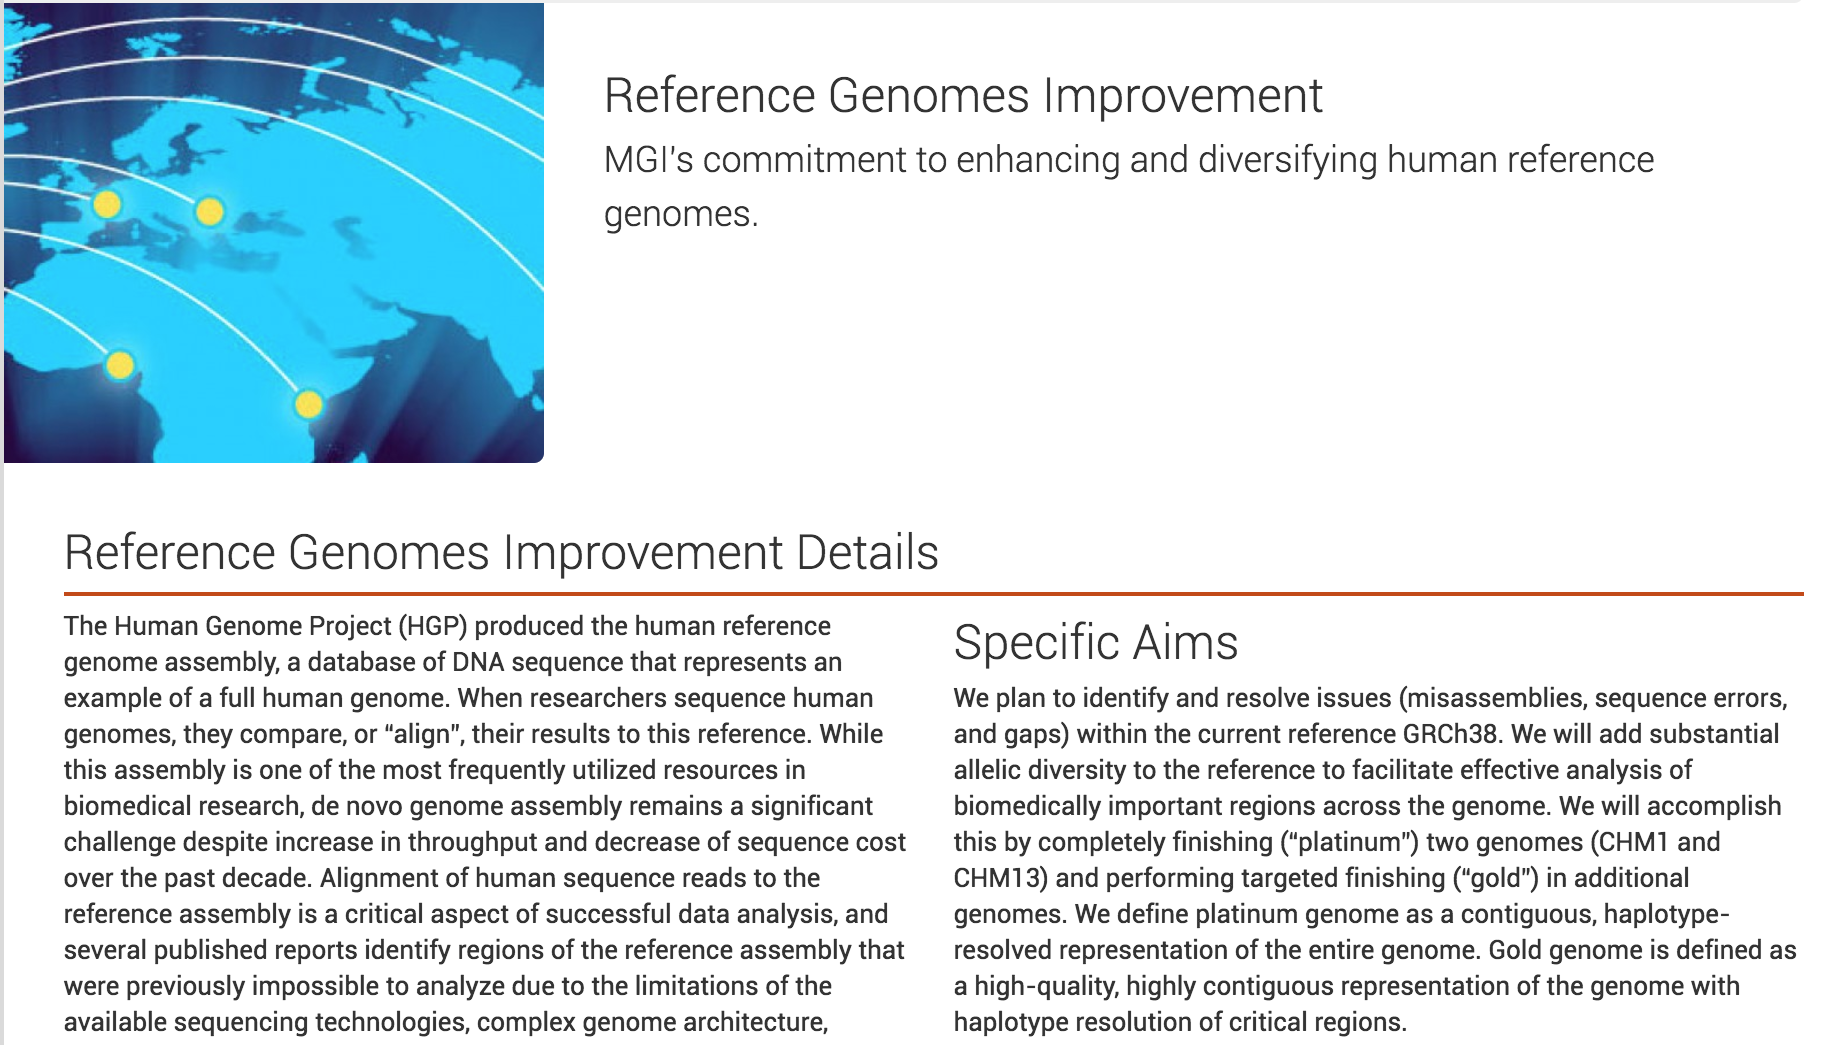 Reference Genomes Improvement
MGI's commitment to enhancing and diversifying human reference
genomes.
Reference Genomes Improvement Details
The Human Genome Project (HGP) produced the human reference
genome assembly, a database of DNA sequence that represents an
example of a full human genome. When researchers sequence human
genomes, they compare, or “align”, their results to this reference. While
this assembly is one of the most frequently utilized resources in
biomedical research, de novo genome assembly remains a significant
challenge despite increase in throughput and decrease of sequence cost
over the past decade. Alignment of human sequence reads to the
reference assembly is a critical aspect of successful data analysis, and
several published reports identify regions of the reference assembly that
were previously impossible to analyze due to the limitations of the
available sequencing technologies, complex genome architecture,
Specific Aims
We plan to identify and resolve issues (misassemblies, sequence errors,
and gaps) within the current reference GRCh38. We will add substantial
allelic diversity to the reference to facilitate effective analysis of
biomedically important regions across the genome. We will accomplish
this by completely finishing (“platinum”) two genomes (CHM1 and
CHM13) and performing targeted finishing (“gold”) in additional
genomes. We define platinum genome as a contiguous, haplotype-
resolved representation of the entire genome. Gold genome is defined as
a high-quality, highly contiguous representation of the genome with
haplotype resolution of critical regions.